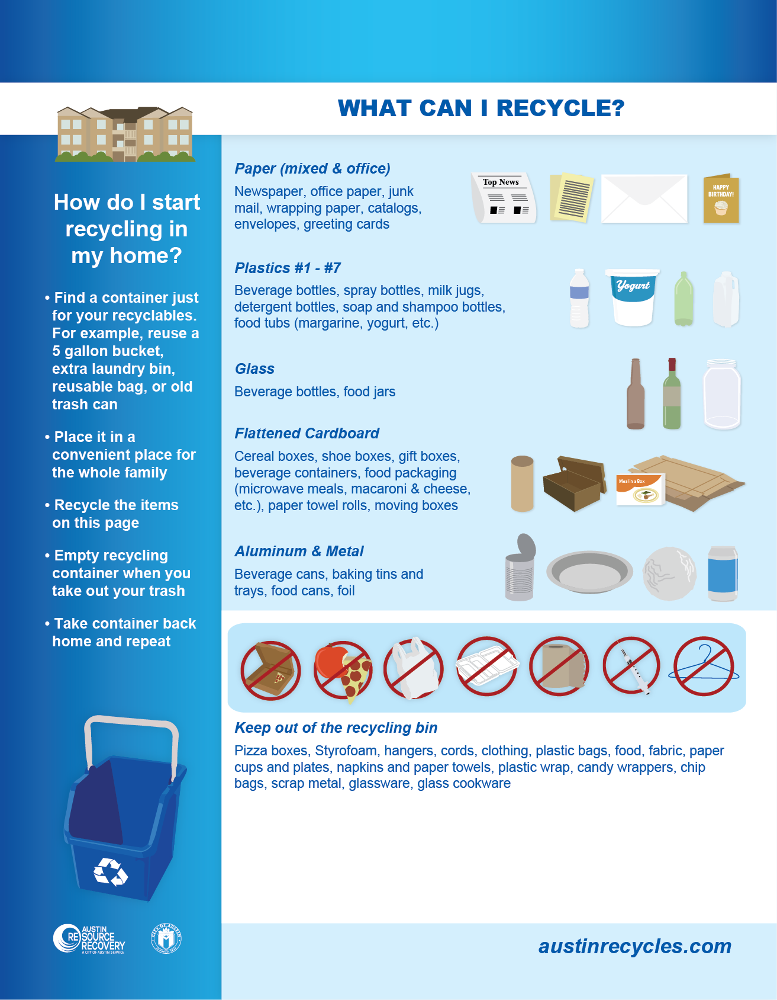 WHAT CAN I RECYCLE?
How do I start
recycling in
my home?
• Find a container just
for your recyclables.
For example, reuse a
5 gallon bucket,
extra laundry bin,
reusable bag, or old
trash can
• Place it in a
convenient place for
the whole family
• Recycle the items
on this page
• Empty recycling
container when you
take out your trash
• Take container back
home and repeat
AUSTIN
RESOURCE
RECOVERY
A CITY OF AUSTIN SERVICE
CITY OF AUSTIN
Paper (mixed & office)
Newspaper, office paper, junk
mail, wrapping paper, catalogs,
envelopes, greeting cards
Top News
HAPPY
BIRTHDAY!
Plastics #1 - #7
Beverage bottles, spray bottles, milk jugs,
detergent bottles, soap and shampoo bottles,
food tubs (margarine, yogurt, etc.)
Yogurt
Glass
Beverage bottles, food jars
Flattened Cardboard
Cereal boxes, shoe boxes, gift boxes,
beverage containers, food packaging
(microwave meals, macaroni & cheese,
etc.), paper towel rolls, moving boxes
Meal in a Box
Aluminum & Metal
Beverage cans, baking tins and
trays, food cans, foil
Keep out of the recycling bin
Pizza boxes, Styrofoam, hangers, cords, clothing, plastic bags, food, fabric, paper
cups and plates, napkins and paper towels, plastic wrap, candy wrappers, chip
bags, scrap metal, glassware, glass cookware
austinrecycles.com